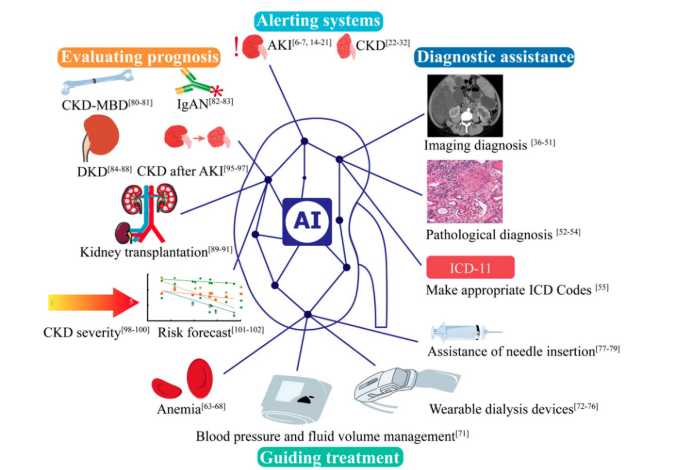 Alerting systems
AKI[6-7, 14-21]
CKD[22-32]
Evaluating prognosis
Diagnostic assistance
CKD-MBD[80-81]
IgAN[82-83]
Imaging diagnosis [36-51]
DKD[84-88]
CKD after AKI[95-97]
AI
Pathological diagnosis [52-54]
Kidney transplantation[89-91]
ICD-11
Make appropriate ICD Codes [55]
1
5
CKD severity[98-100]
Risk forecast[101-102]
Assistance of needle insertion[77-79]
Anemia[63-68]
Wearable dialysis devices[72-76]
Blood pressure and fluid volume management[71]
Guiding treatment